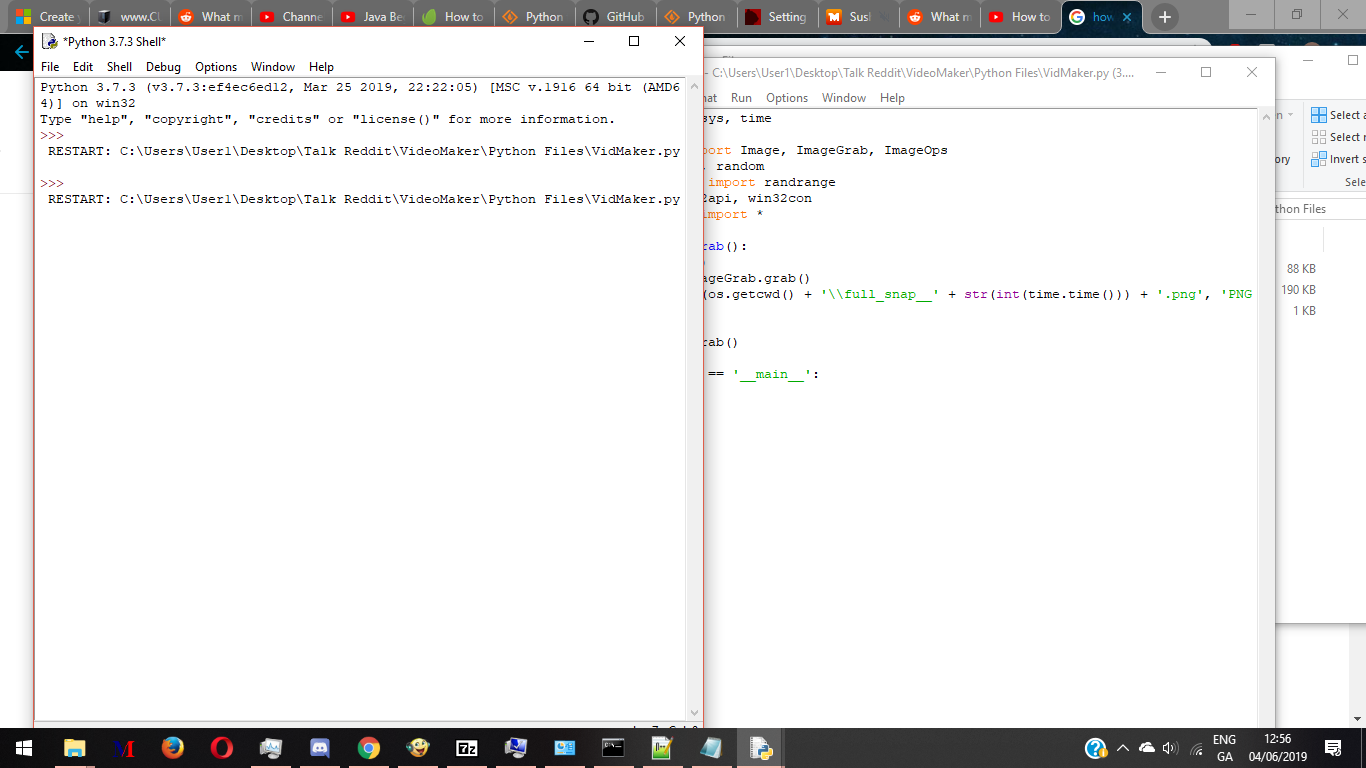 Create
www.CU
What m
Channe
Java Be
How to
Python
GitHub
Python
Setting
Susl
What m
How to
how
*Python 3.7.3 Shell*
File Edit Shell Debug Options Window Help
Python 3.7.3 (v3.7.3:ef4ec6ed12, Mar 25 2019, 22:22:05) [MSC v.1916 64 bit (AMD6
4)] on win32
Type "help", "copyright", "credits" or "license()" for more information.
>>>
RESTART: C:\Users\User1\Desktop\Talk Reddit\VideoMaker\Python Files\VidMaker.py
>>>
RESTART: C:\Users\User1\Desktop\Talk Reddit\VideoMaker\Python Files\VidMaker.py
- C:\Users\User1\Desktop\Talk Reddit\VideoMaker\Python Files\VidMaker.py (3....
nat Run Options Window Help
sys, time
port Image, ImageGrab, ImageOps
, random
import randrange
2api, win32con
import *
rab():
ageGrab.grab()
(os.getcwd() + '\\full_snap__' + str(int(time.time())) + '.png', 'PNG
rab()
== '__main__':
Select a
Select n
Invert s
ory
Sele
thon Files
88 KB
190 KB
1 KB
7z
ENG
GA
12:56
04/06/2019